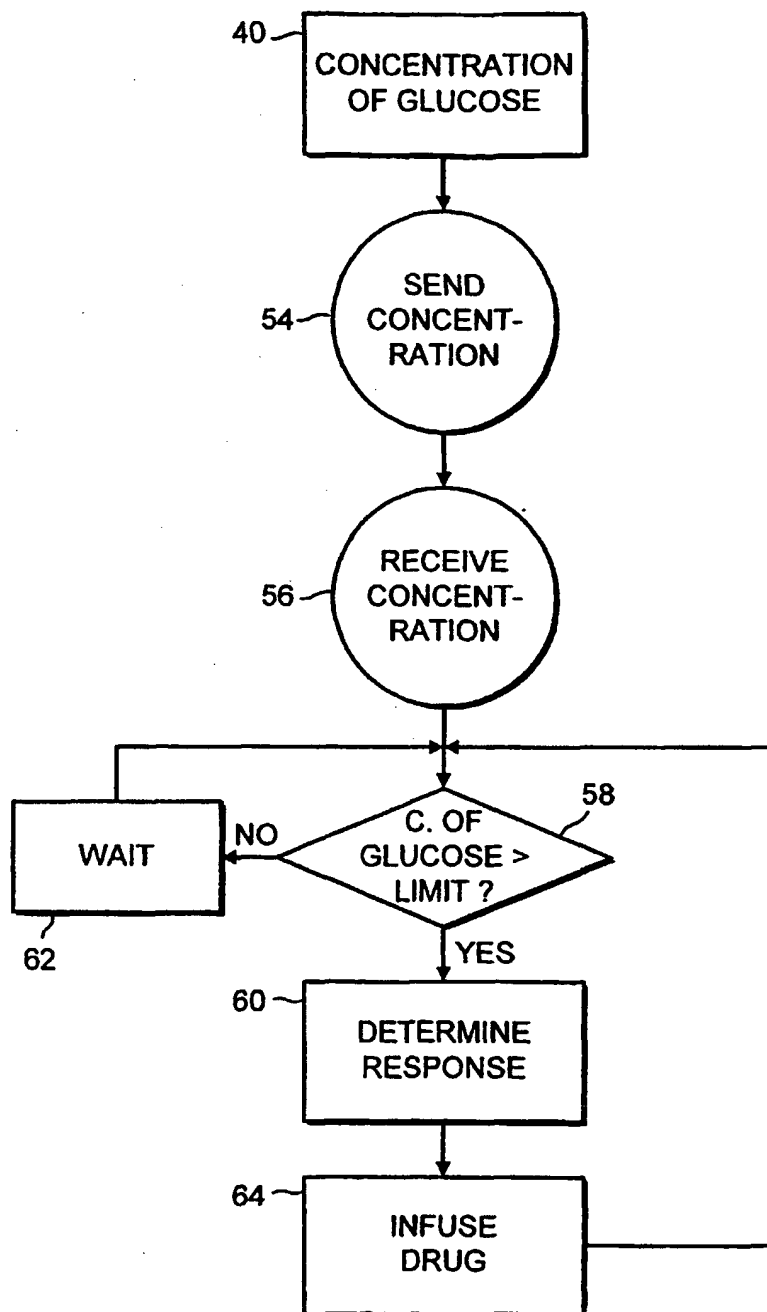 40
CONCENTRATION
OF GLUCOSE
54
SEND
CONCENT-
RATION
56
RECEIVE
CONCENT-
RATION
58
C. OF
GLUCOSE >
LIMIT ?
NO
WAIT
62
YES
60
DETERMINE
RESPONSE
64
INFUSE
DRUG